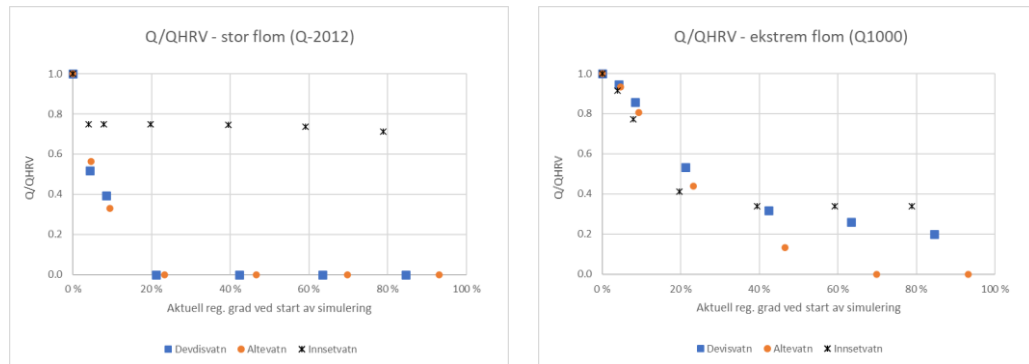 Q/QHRV - stor flom (Q-2012)
Q/QHRV
1.0
0.8
0.6
0.4
0.2
0.0
0 %
20 %
40 %
60 %
80 %
100 %
Aktuell reg. grad ved start av simulering
Devdisvatn
Altevatn
Innsetvatn
Q/QHRV - ekstrem flom (Q1000)
Q/QHRV
1.0
0.8
0.6
0.4
0.2
0.0
0 %
20 %
40 %
60 %
80 %
100 %
Aktuell reg. grad ved start av simulering
Devisvatn
Altevatn
Innsetvatn